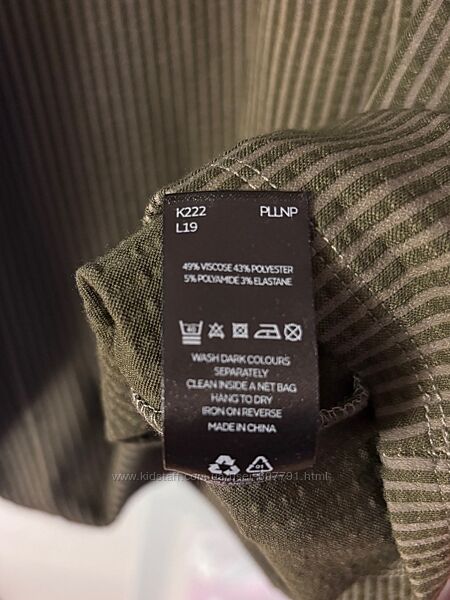 K222 PLLNP
L19
49% VISCOSE 43% POLYESTER
5% POLYAMIDE 3% ELASTANE
40
WASH DARK COLOURS
SEPARATELY
CLEAN INSIDE A NET BAG
HANG TO DRY
IRON ON REVERSE
MADE IN CHINA
01